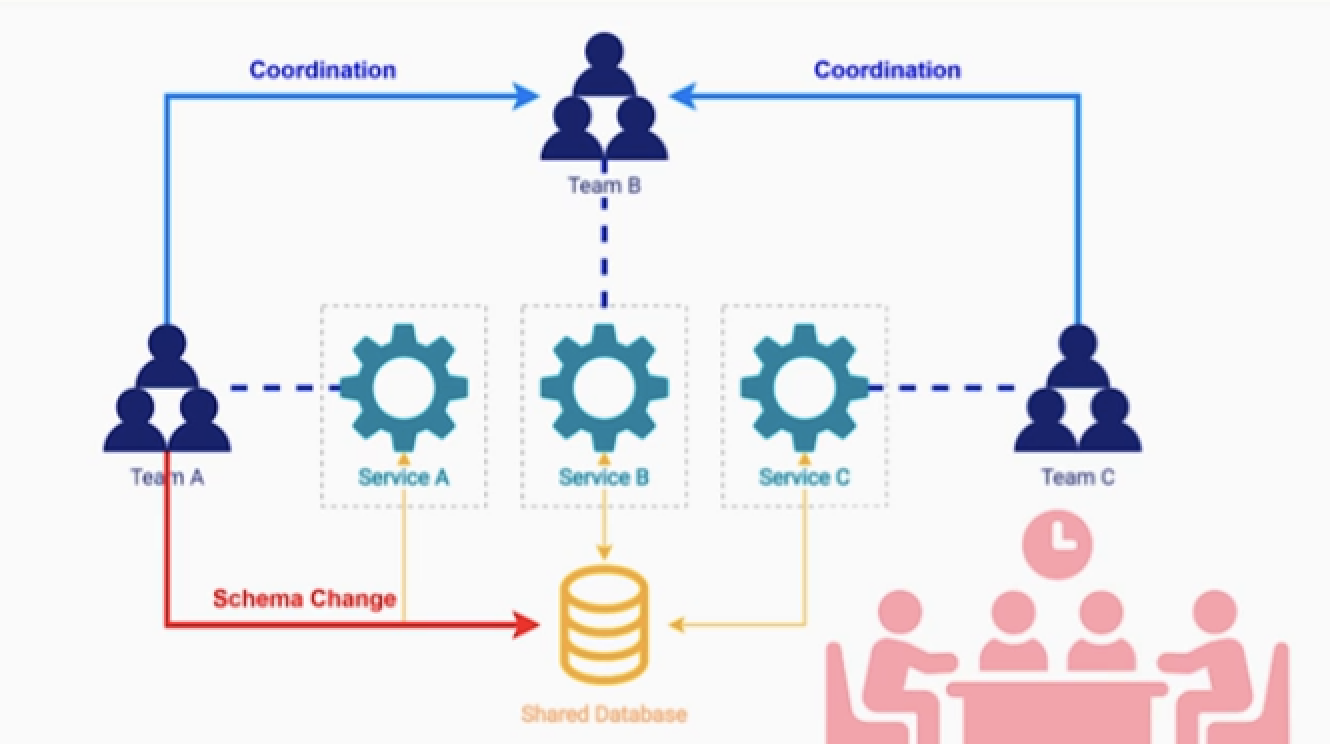 Coordination
Coordination
Team B
Team A
Service A
Service B
Service C
Team C
Schema Change
Shared Database